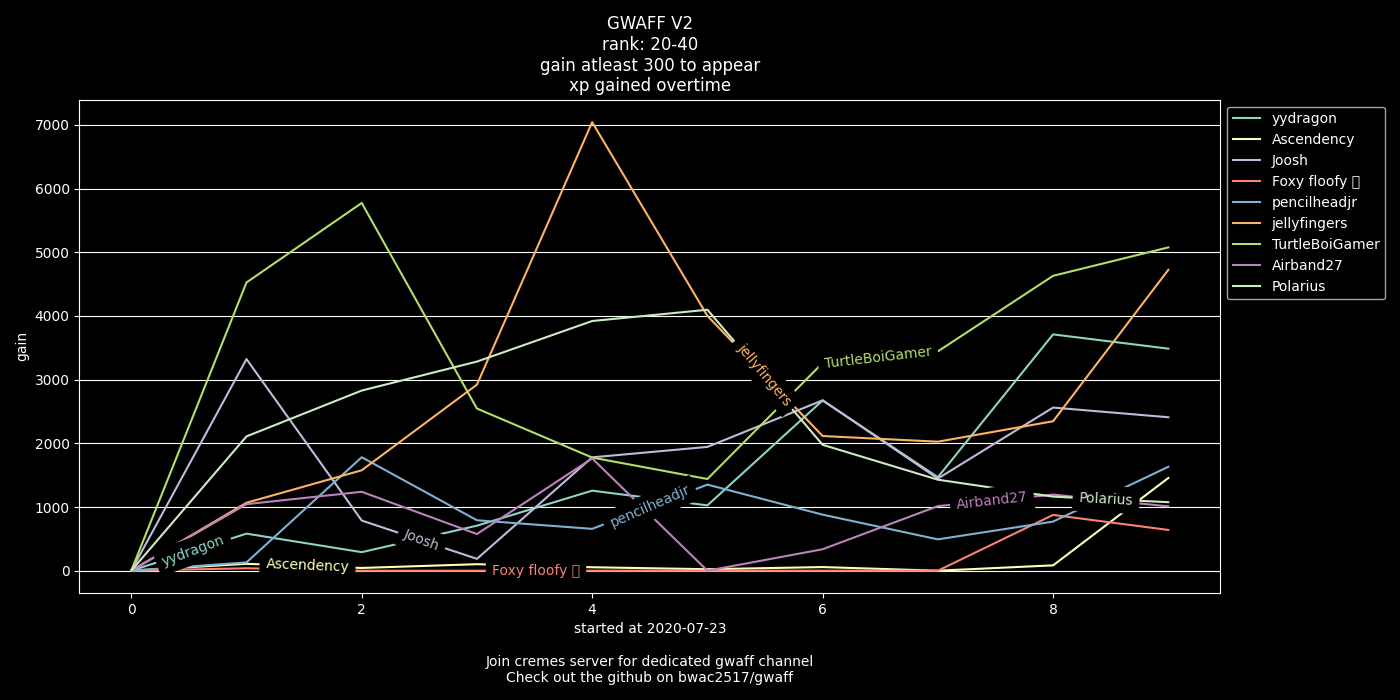 GWAFF V2
rank: 20-40
gain atleast 300 to appear
xp gained overtime
7000
6000
5000
4000
3000
2000
1000
0
gain
yydragon
Ascendency
Joosh
Foxy floofy
pencilheadjr
jellyfingers
TurtleBoiGamer
Airband27
Polarius
yydragon
Ascendency
Joosh
Foxy floofy
pencilheadjr
jellyfingers
TurtleBoiGamer
Airband27
Polarius
0
2
4
6
8
started at 2020-07-23
Join cremes server for dedicated gwaff channel
Check out the github on bwac2517/gwaff